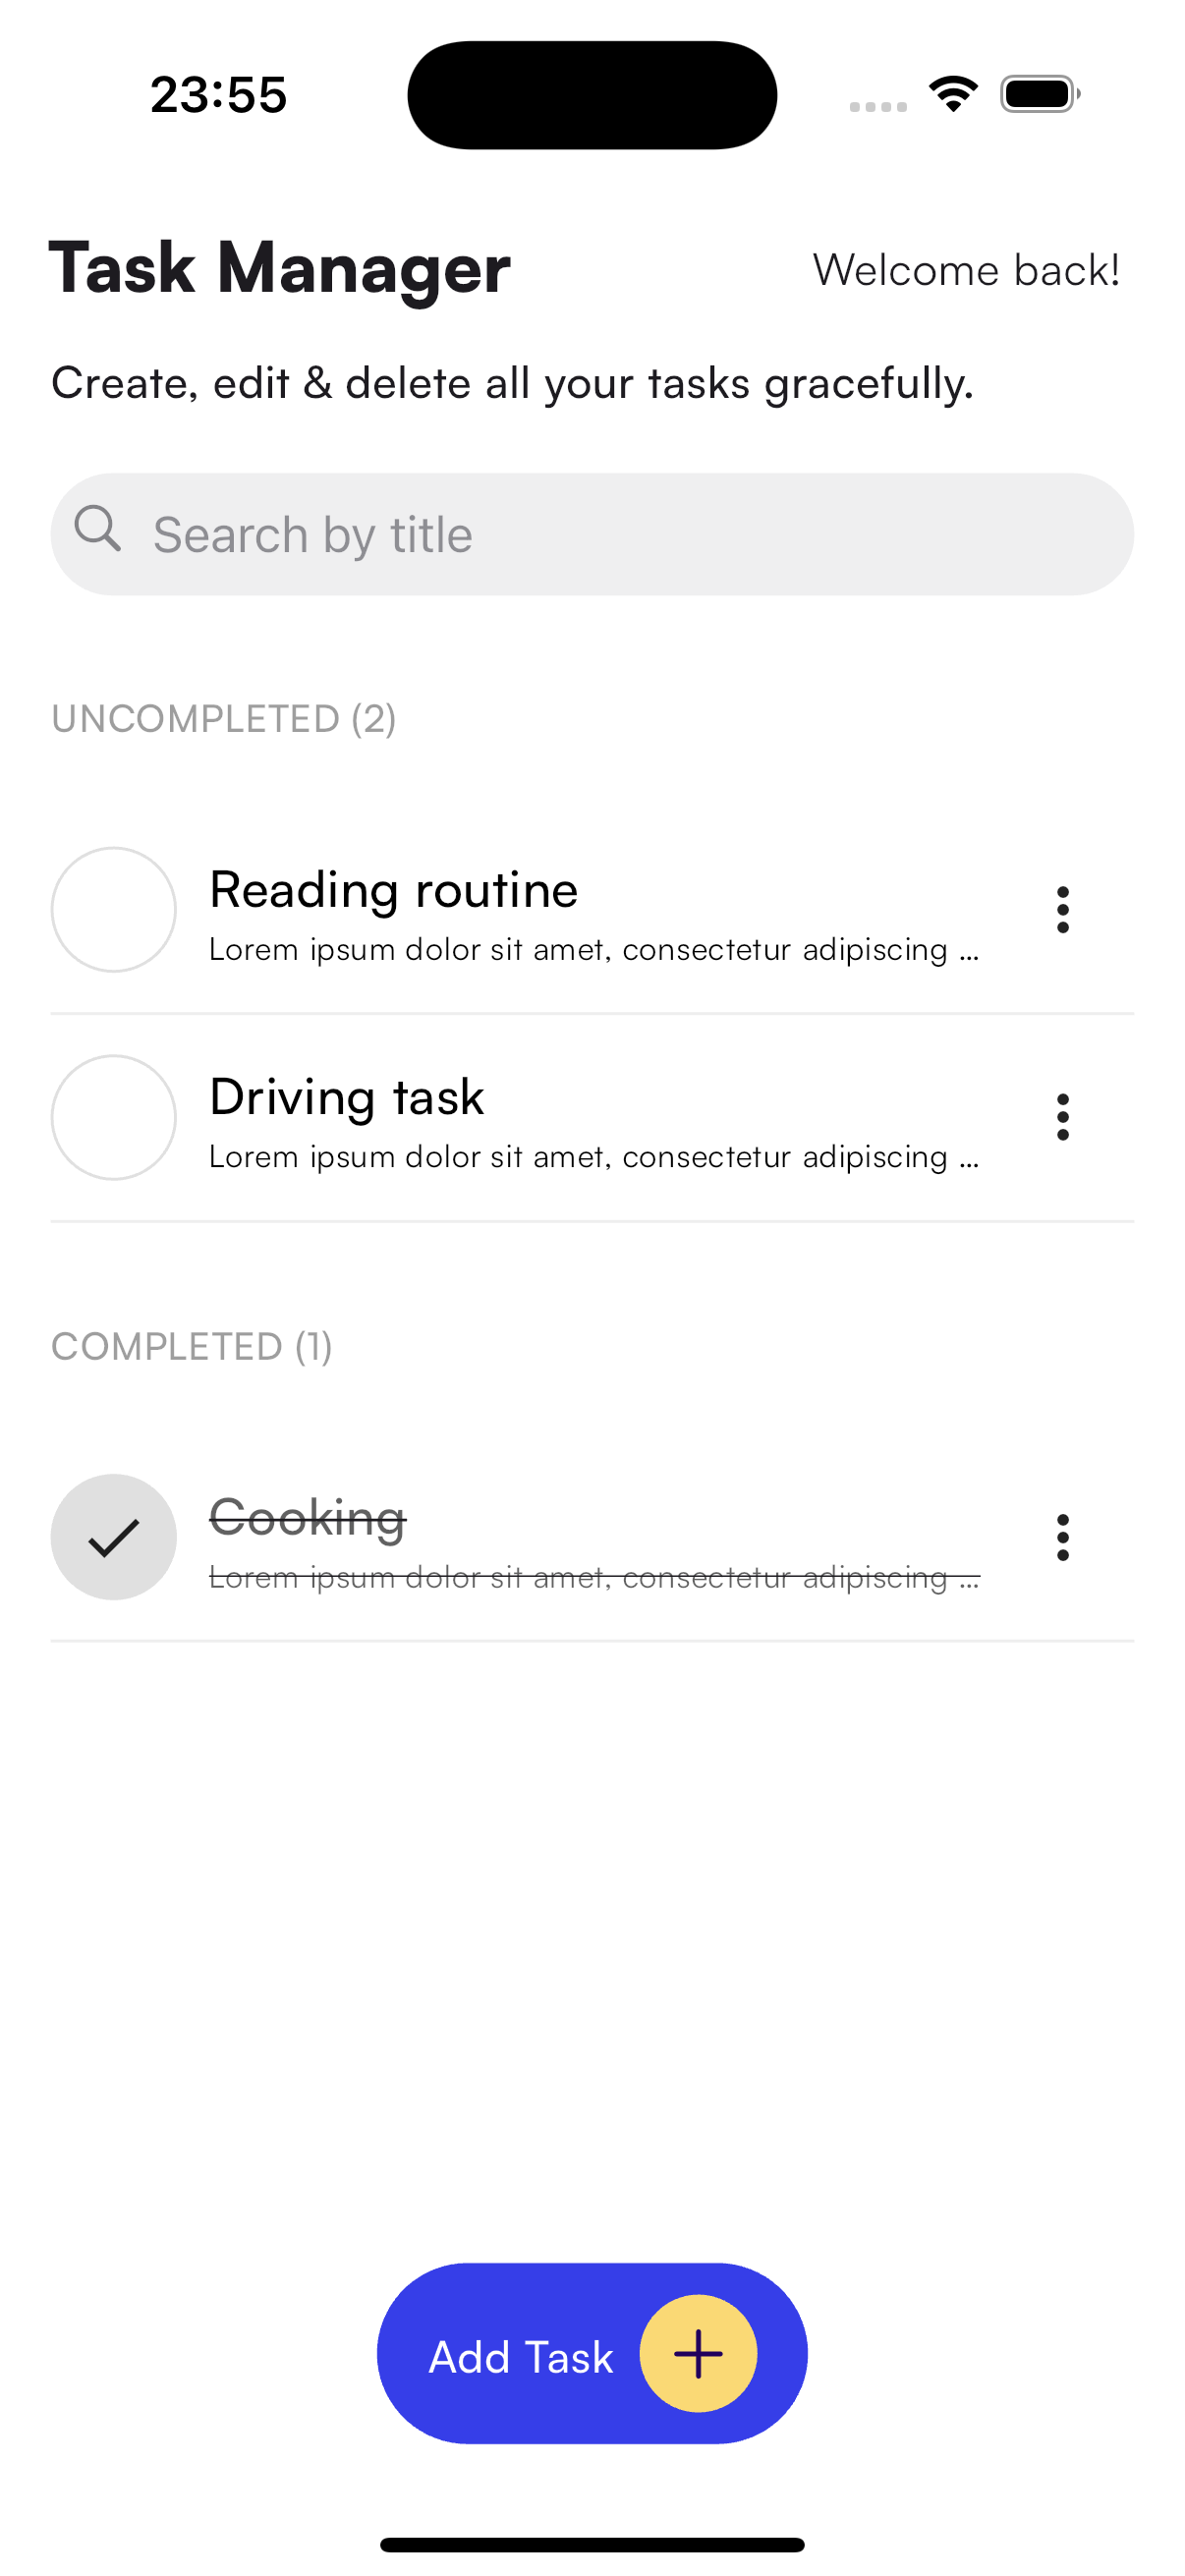 23:55
Task Manager
Welcome back!
Create, edit & delete all your tasks gracefully.
Search by title
UNCOMPLETED (2)
Reading routine
Lorem ipsum dolor sit amet, consectetur adipiscing ...
Driving task
Lorem ipsum dolor sit amet, consectetur adipiscing ...
COMPLETED (1)
Cooking
Lorem ipsum dolor sit amet, consectetur adipiscing ...
Add Task